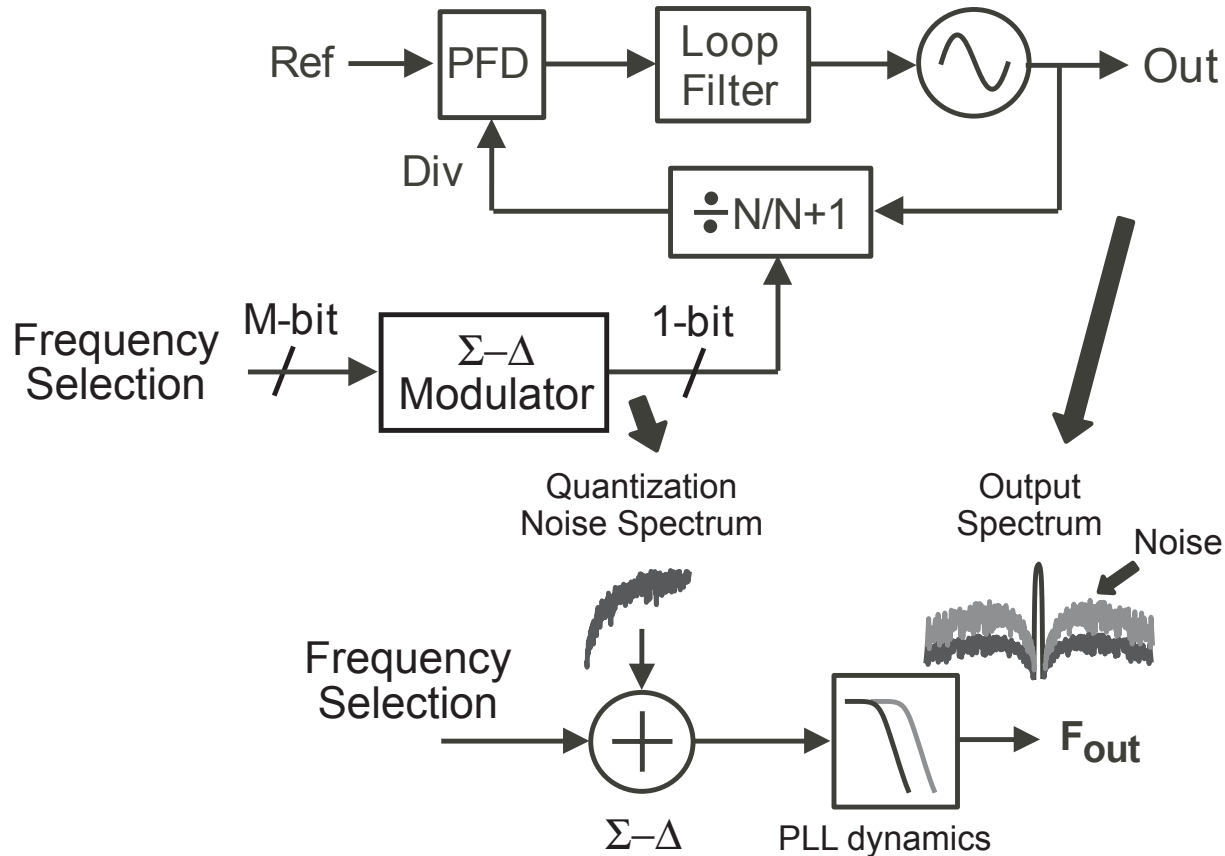 Ref
PFD
Loop
Filter
Out
Div
÷ N/N+1
M-bit
1-bit
Frequency
Selection
Σ–Δ
Modulator
Quantization
Noise Spectrum
Output
Spectrum
Noise
Frequency
Selection
Fout
Σ–Δ
PLL dynamics